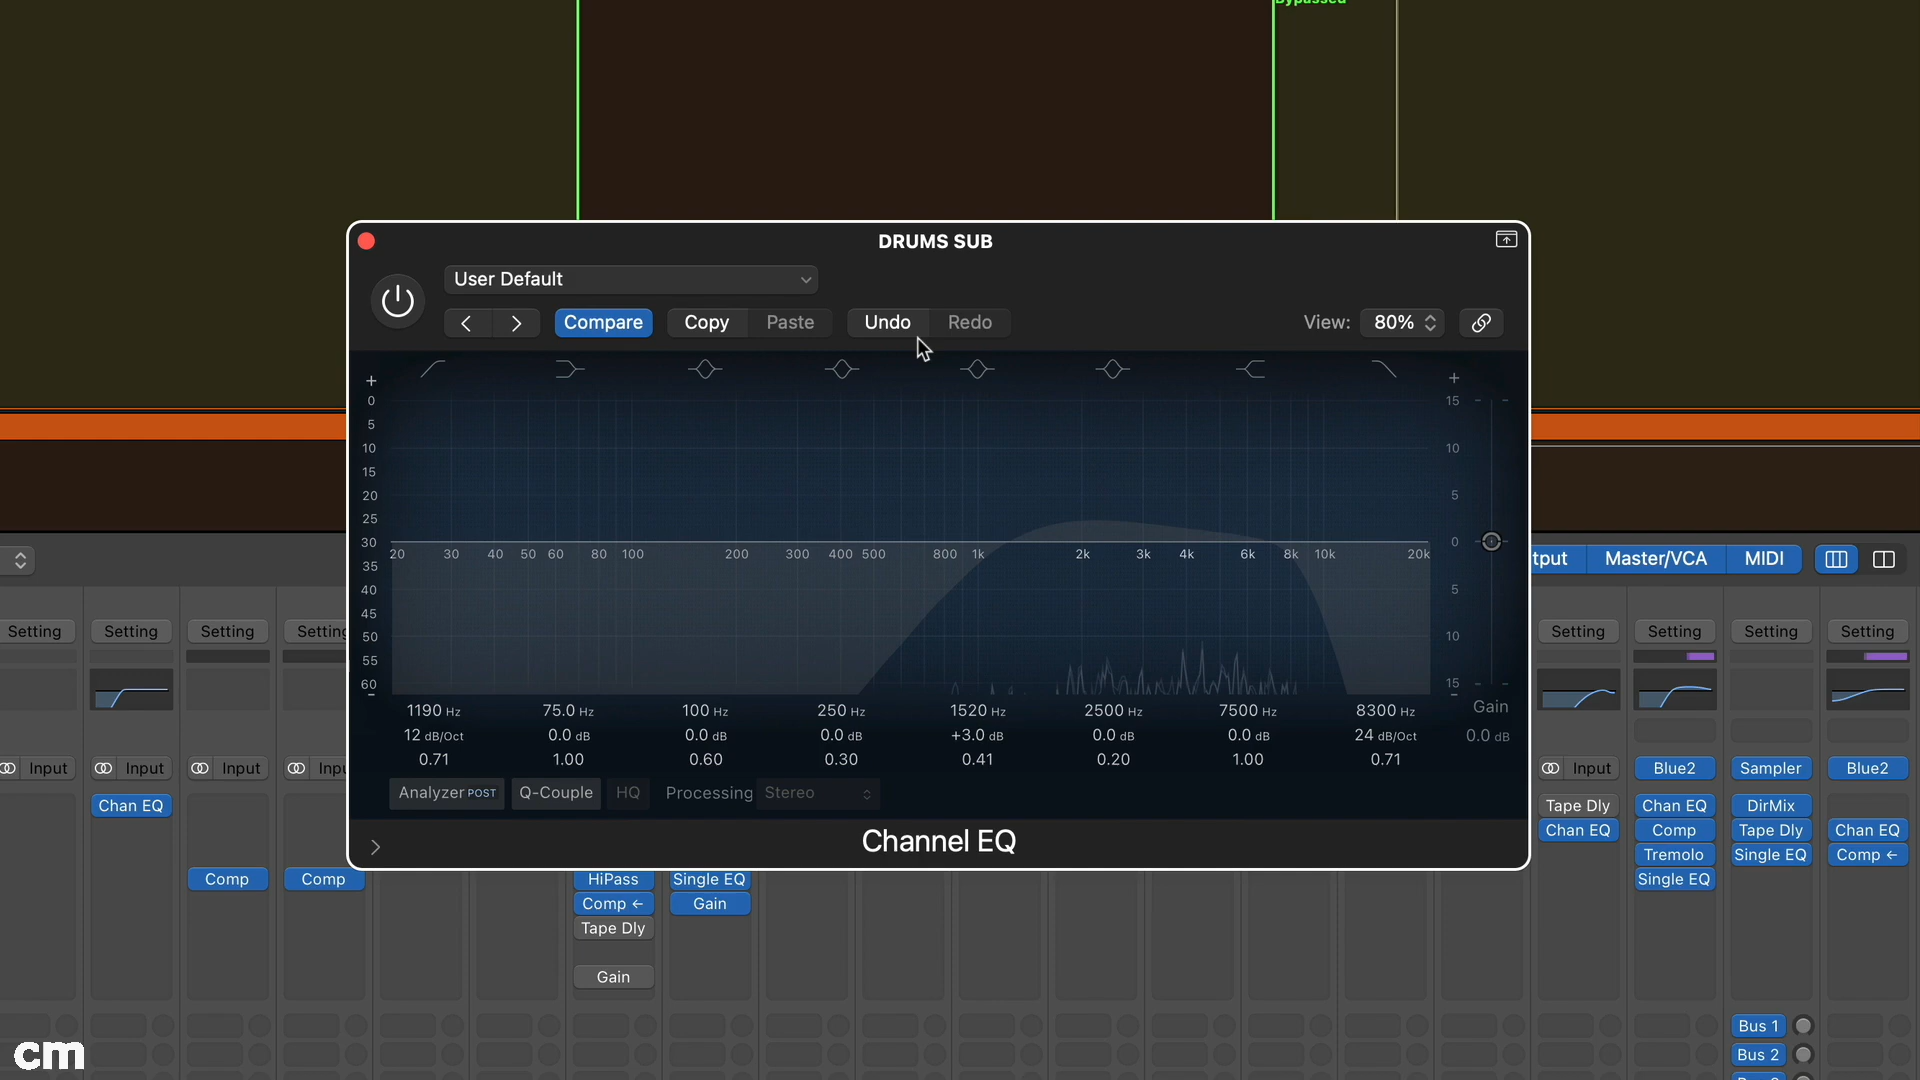 Bypassed
DRUMS SUB
User Default
Compare Copy Paste Undo Redo View: 80%
+ +
0 15
5
10 10
15
20 5
25
30 20 30 40 50 60 80 100 200 300 400 500 800 1k 2k 3k 4k 6k 8k 10k 20k 0
35
40 5
45
50 10
55
60 15
1190 Hz 75.0 Hz 100 Hz 250 Hz 1520 Hz 2500 Hz 7500 Hz 8300 Hz Gain
12 dB/Oct 0.0 dB 0.0 dB 0.0 dB +3.0 dB 0.0 dB 0.0 dB 24 dB/Oct 0.0 dB
0.71 1.00 0.60 0.30 0.41 0.20 1.00 0.71
Analyzer POST Q-Couple HQ Processing Stereo
Channel EQ
tput Master/VCA MIDI
Setting Setting Setting Setting Setting Setting Setting Setting
Input Input Input Inpu Input Blue2 Sampler Blue2
Chan EQ Tape Dly Chan EQ DirMix
Chan EQ Comp Tape Dly Chan EQ
Tremolo Single EQ Comp ←
Comp Comp HiPass Single EQ Single EQ
Comp ← Gain
Tape Dly
Gain
Bus 1
Bus 2
cm